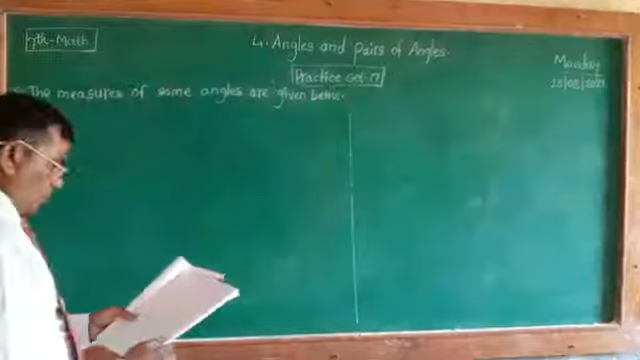 7th-Math
4. Angles and Pairs of Angles.
Monday
Practice Set-17
The measures of some angles are given below.